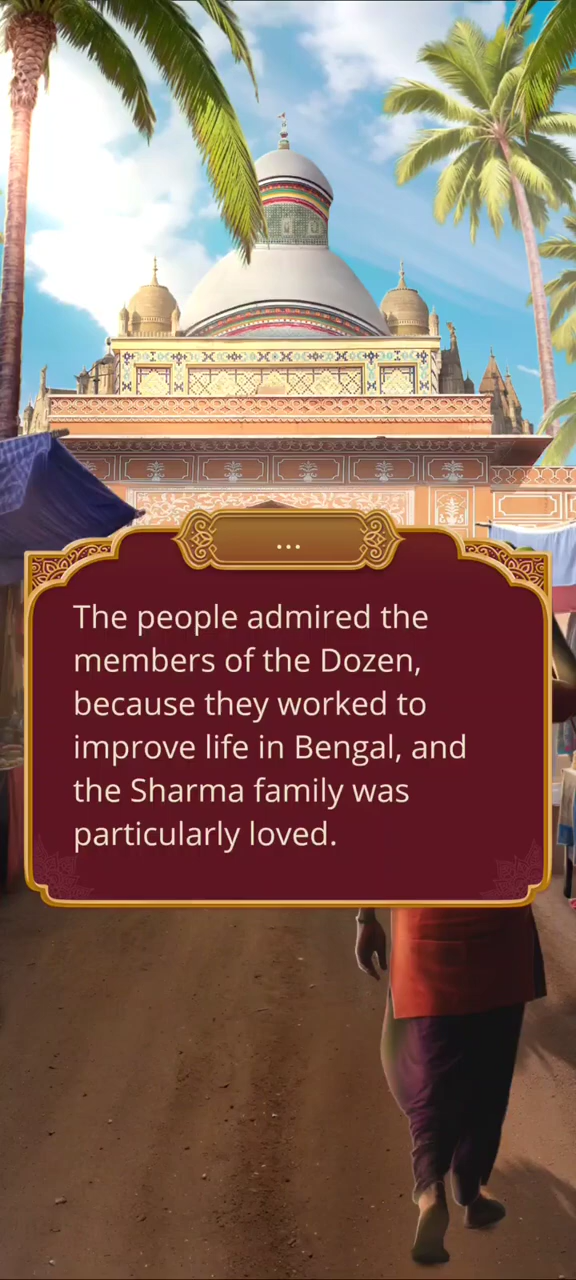 ...
The people admired the
members of the Dozen,
because they worked to
improve life in Bengal, and
the Sharma family was
particularly loved.